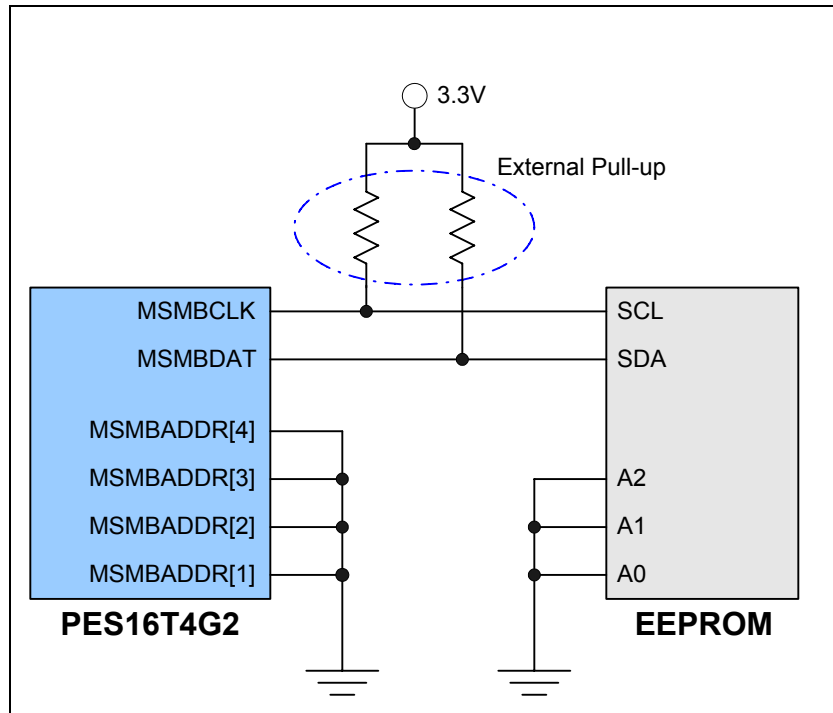 3.3V
External Pull-up
MSMBCLK
MSMBDAT
MSMBADDR[4]
MSMBADDR[3]
MSMBADDR[2]
MSMBADDR[1]
PES16T4G2
SCL
SDA
A2
A1
A0
EEPROM